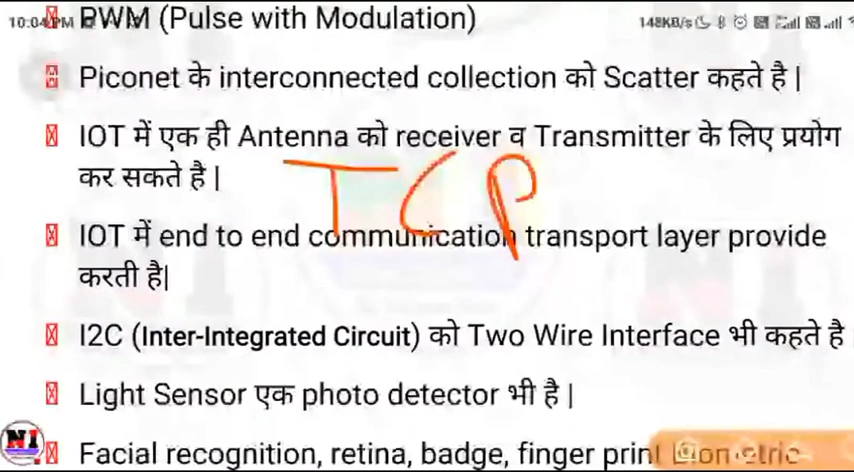 10:04 PM
148KB/s
PWM (Pulse with Modulation)
Piconet के interconnected collection को Scatter कहते है |
IOT में एक ही Antenna को receiver व Transmitter के लिए प्रयोग
कर सकते है |
TCP
IOT में end to end communication transport layer provide
करती है|
I2C (Inter-Integrated Circuit) को Two Wire Interface भी कहते है
Light Sensor एक photo detector भी है |
NI
Facial recognition, retina, badge, finger print Biometric